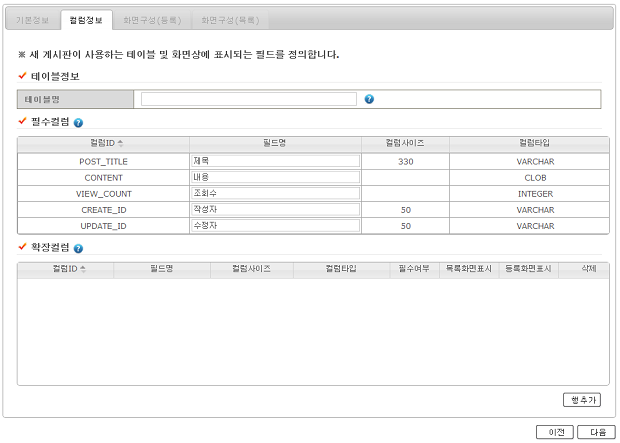 기본정보 컬럼정보 화면구성(등록) 화면구성(목록)
※ 새 게시판이 사용하는 테이블 및 화면상에 표시되는 필드를 정의합니다.
테이블정보
테이블명 ?
필수컬럼 ?
컬럼ID 필드명 컬럼사이즈 컬럼타입
POST_TITLE 제목 330 VARCHAR
CONTENT 내용 CLOB
VIEW_COUNT 조회수 INTEGER
CREATE_ID 작성자 50 VARCHAR
UPDATE_ID 수정자 50 VARCHAR
확장컬럼 ?
컬럼ID 필드명 컬럼사이즈 컬럼타입 필수여부 목록화면표시 등록화면표시 삭제
행추가
이전 다음